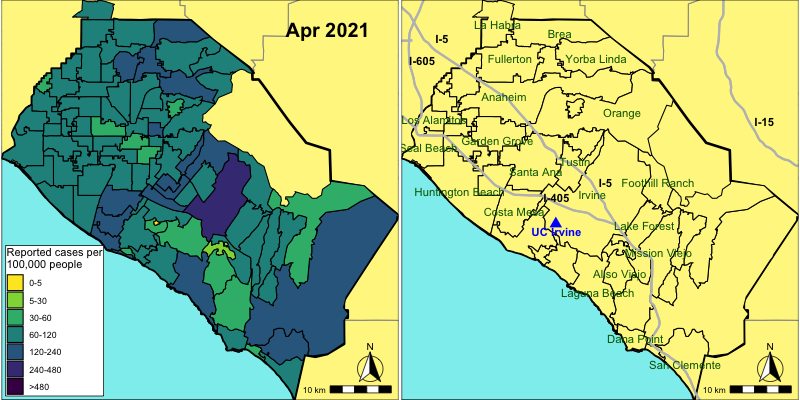 Apr 2021
Reported cases per
100,000 people
0-5
5-30
30-60
60-120
120-240
240-480
>480
N
10 km
La Habra
I-5
Brea
I-605
Fullerton
Yorba Linda
Anaheim
Orange
Los Alamitos
I-15
Seal Beach
Garden Grove
Tustin
Santa Ana
I-5
Foothill Ranch
Huntington Beach
I-405
Irvine
Costa Mesa
UC Irvine
Lake Forest
Mission Viejo
Aliso Viejo
Laguna Beach
Dana Point
San Clemente
N
10 km